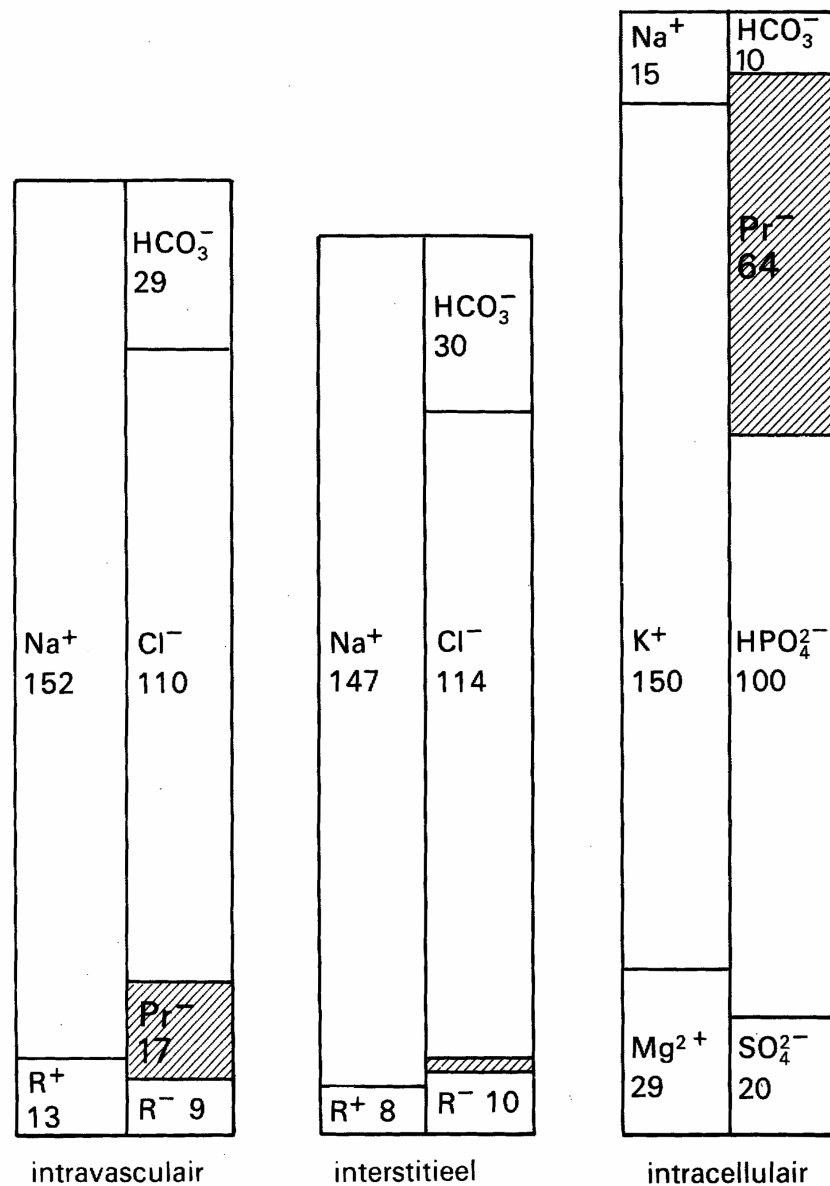 Na⁺
15
HCO₃⁻
10
HCO₃⁻
29
Pr⁻
64
HCO₃⁻
30
Na⁺
152
Cl⁻
110
Na⁺
147
Cl⁻
114
K⁺
150
HPO₄²⁻
100
Pr⁻
17
R⁺
13
R⁻ 9
R⁺ 8
R⁻ 10
Mg²⁺
29
SO₄²⁻
20
intravasculair
interstitieel
intracellulair